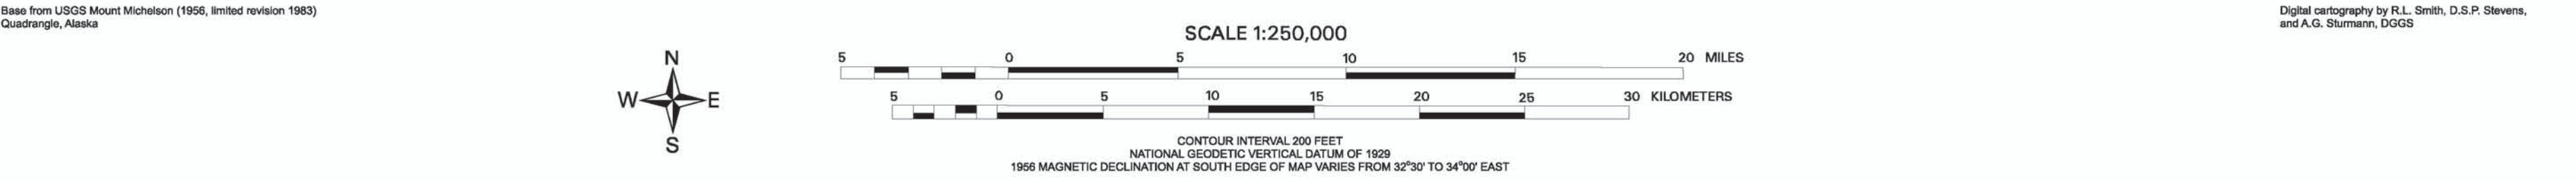 Base from USGS Mount Michelson (1956, limited revision 1983)
Quadrangle, Alaska
Digital cartography by R.L. Smith, D.S.P. Stevens,
and A.G. Sturmann, DGGS
SCALE 1:250,000
5 0 5 10 15 20 MILES
5 0 5 10 15 20 25 30 KILOMETERS
N
W E
S
CONTOUR INTERVAL 200 FEET
NATIONAL GEODETIC VERTICAL DATUM OF 1929
1956 MAGNETIC DECLINATION AT SOUTH EDGE OF MAP VARIES FROM 32°30' TO 34°00' EAST